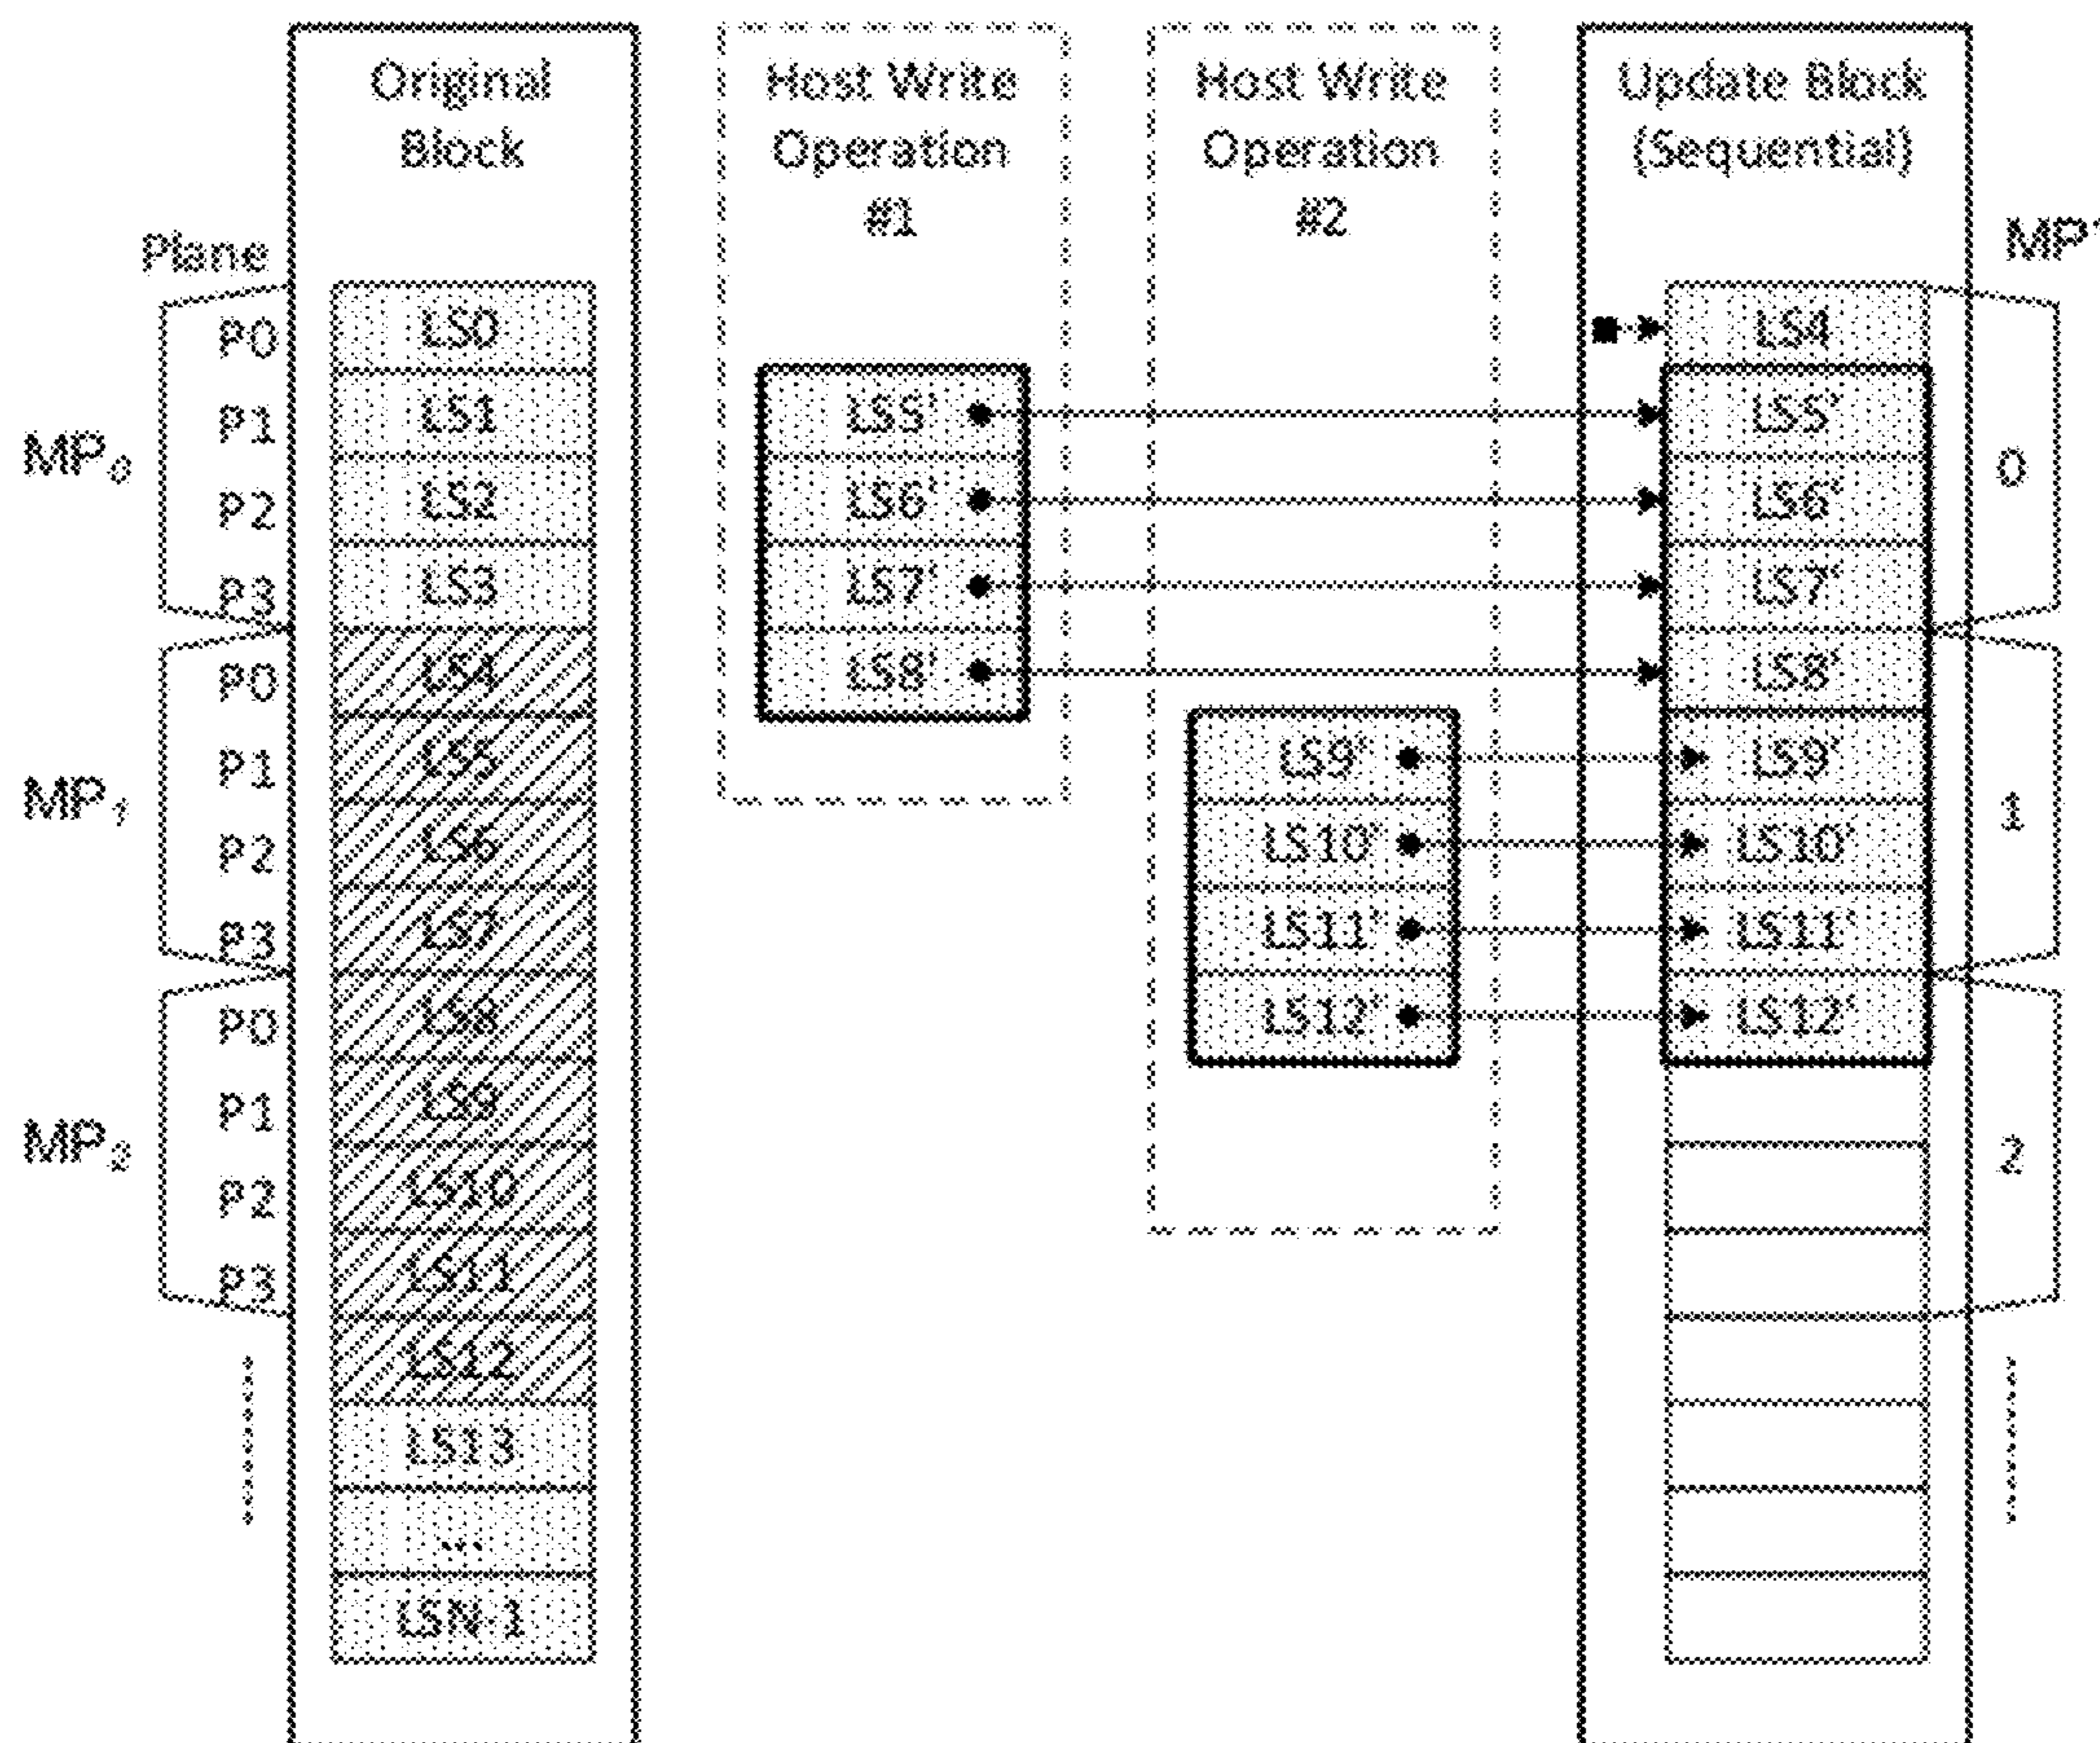 Original
Block
Host Write
Operation
#1
Host Write
Operation
#2
Update Block
(Sequential)
Plane
MP'
MP0
P0
P1
P2
P3
MP1
P0
P1
P2
P3
MP2
P0
P1
P2
P3
LS0
LS1
LS2
LS3
LS4
LS5
LS6
LS7
LS8
LS9
LS10
LS11
LS12
LS13
...
LSN-1
LS5'
LS6'
LS7'
LS8'
LS9'
LS10'
LS11'
LS12'
LS4
LS5'
LS6'
LS7'
LS8'
LS9'
LS10'
LS11'
LS12'
0
1
2